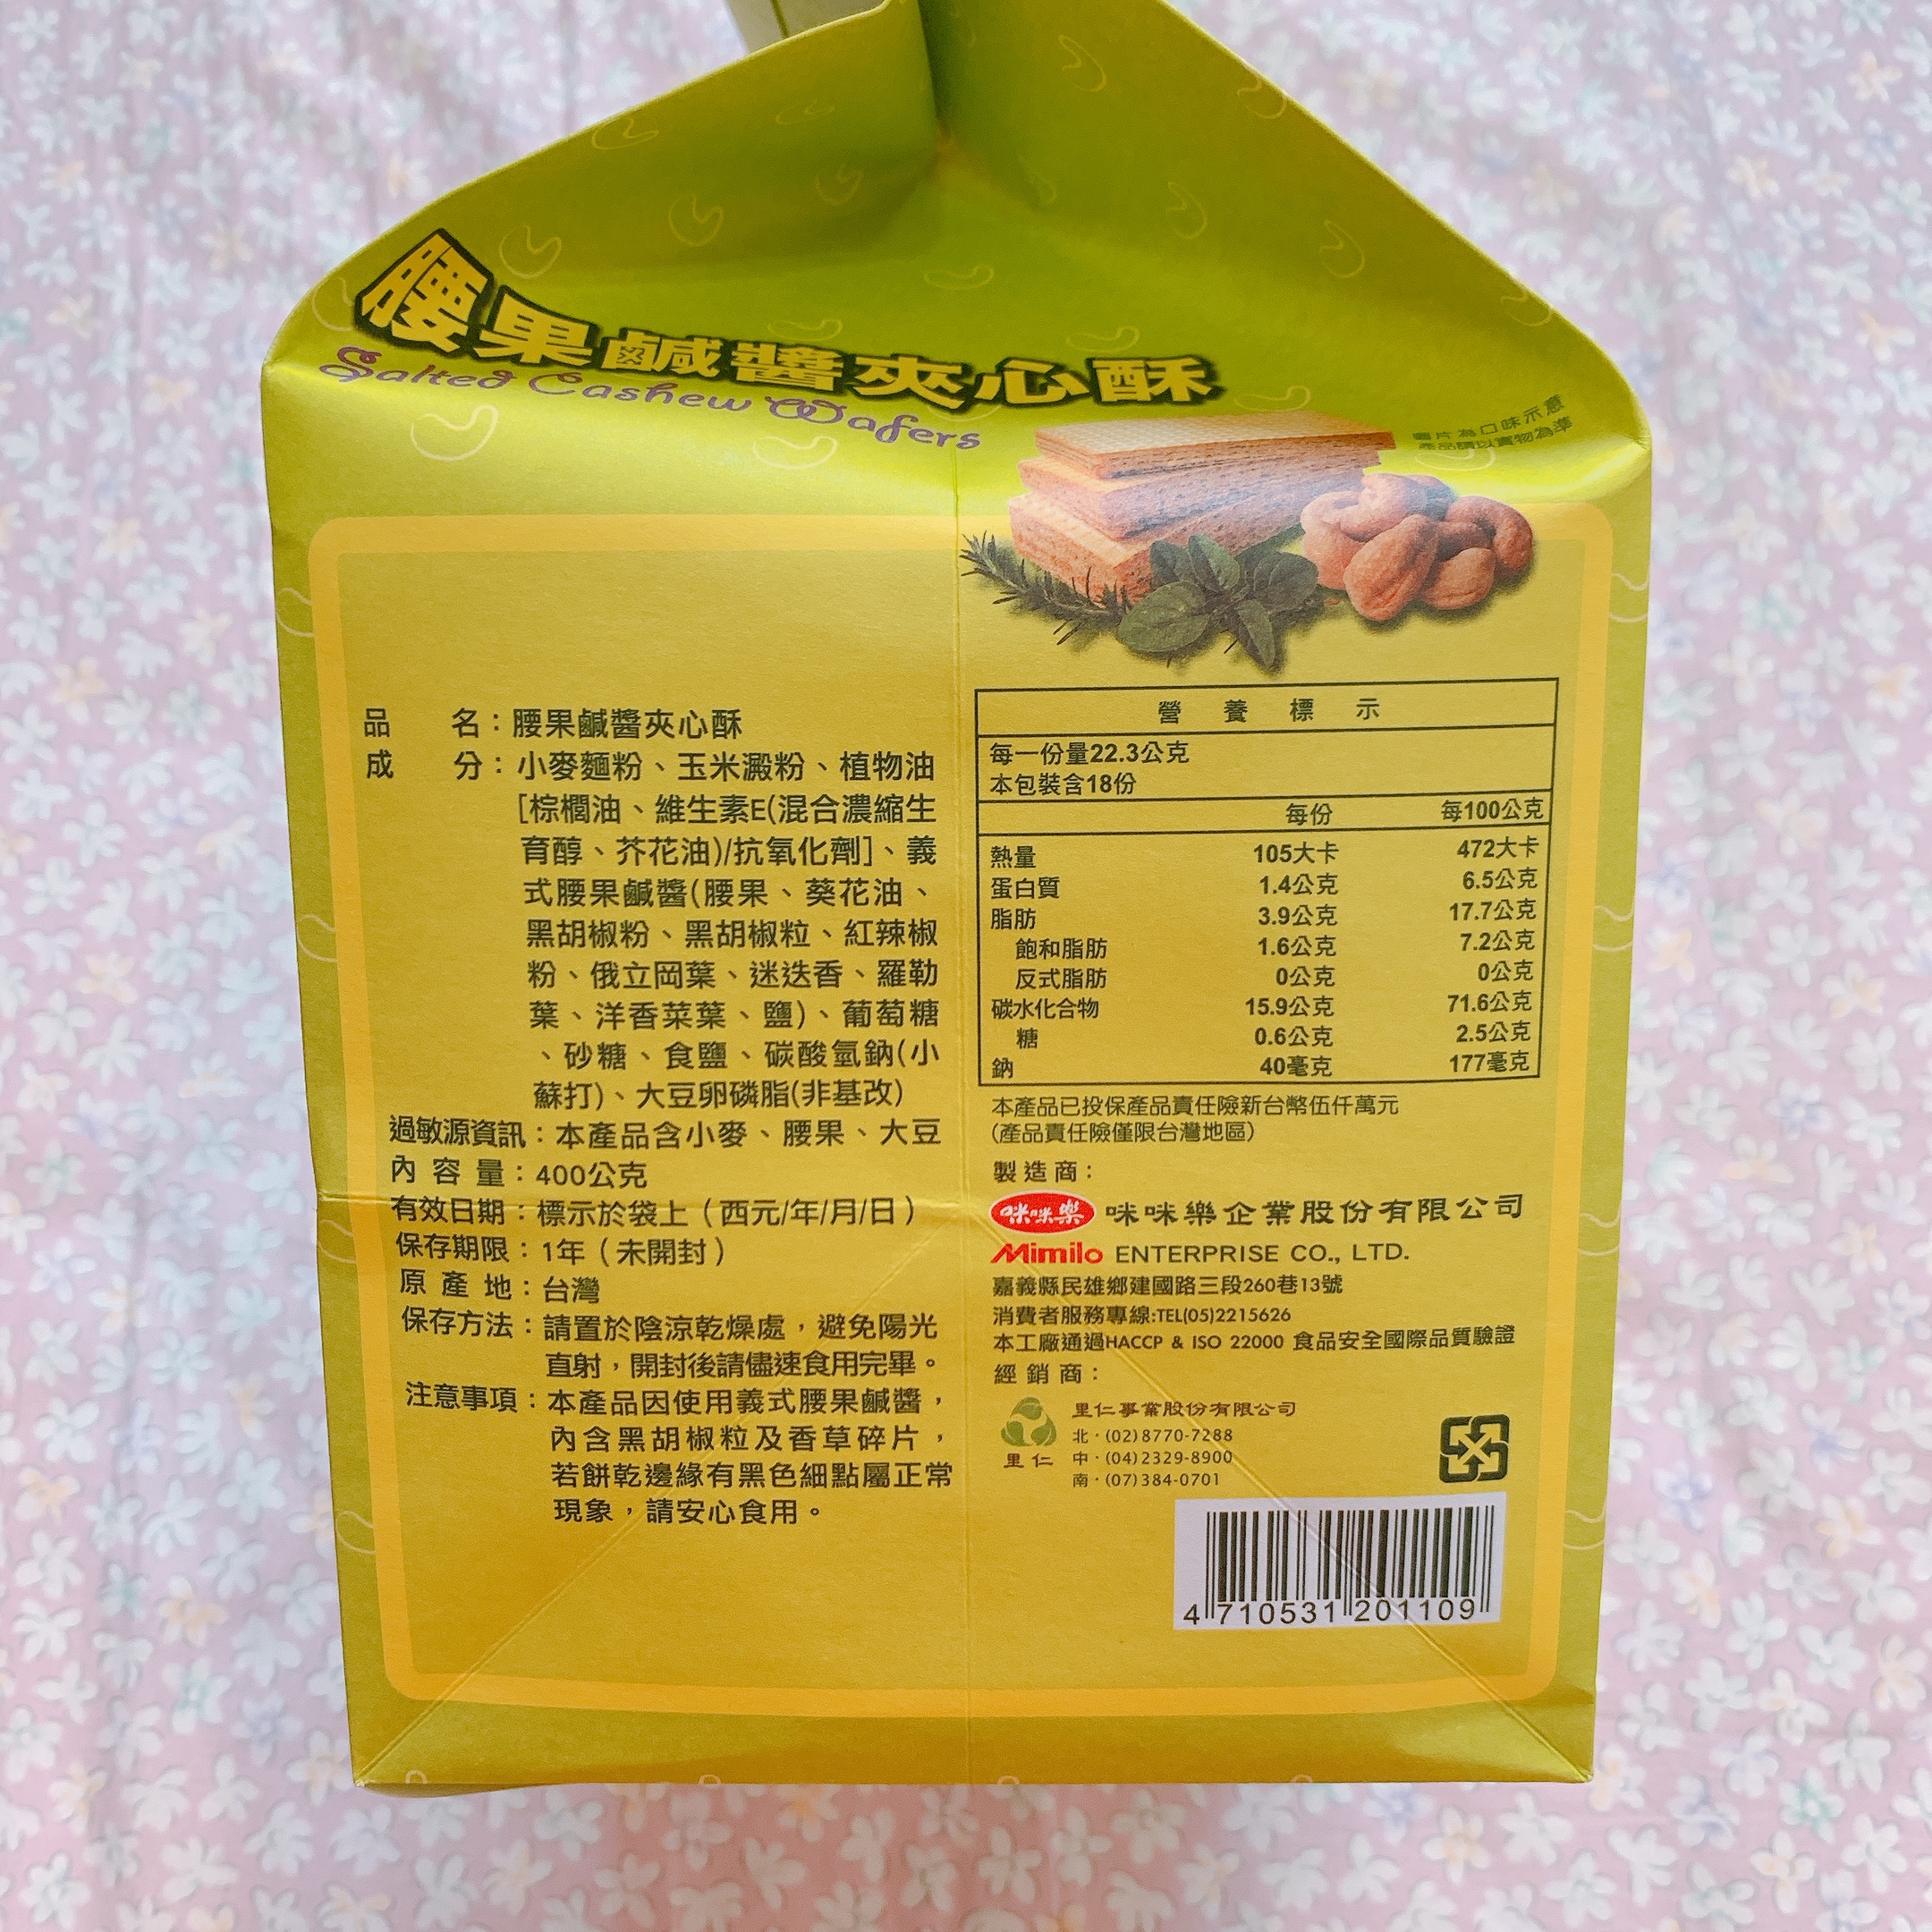 腰果鹹醬夾心酥
Salted Cashew Wafers
圖片為口味示意
產品請以實物為準
品 名：腰果鹹醬夾心酥
成 分：小麥麵粉、玉米澱粉、植物油
[棕櫚油、維生素E(混合濃縮生
育醇、芥花油)/抗氧化劑]、義
式腰果鹹醬(腰果、葵花油、
黑胡椒粉、黑胡椒粒、紅辣椒
粉、俄立岡葉、迷迭香、羅勒
葉、洋香菜葉、鹽)、葡萄糖
、砂糖、食鹽、碳酸氫鈉(小
蘇打)、大豆卵磷脂(非基改)
過敏源資訊：本產品含小麥、腰果、大豆
內 容 量：400公克
有效日期：標示於袋上（西元/年/月/日）
保存期限：1年（未開封）
原 產 地：台灣
保存方法：請置於陰涼乾燥處，避免陽光
直射，開封後請儘速食用完畢。
注意事項：本產品因使用義式腰果鹹醬，
內含黑胡椒粒及香草碎片，
若餅乾邊緣有黑色細點屬正常
現象，請安心食用。
營 養 標 示
每一份量22.3公克
本包裝含18份
每份 每100公克
熱量 105大卡 472大卡
蛋白質 1.4公克 6.5公克
脂肪 3.9公克 17.7公克
飽和脂肪 1.6公克 7.2公克
反式脂肪 0公克 0公克
碳水化合物 15.9公克 71.6公克
糖 0.6公克 2.5公克
鈉 40毫克 177毫克
本產品已投保產品責任險新台幣伍仟萬元
(產品責任險僅限台灣地區)
製造商：
咪咪樂 咪咪樂企業股份有限公司
Mimilo ENTERPRISE CO., LTD.
嘉義縣民雄鄉建國路三段260巷13號
消費者服務專線:TEL(05)2215626
本工廠通過HACCP & ISO 22000 食品安全國際品質驗證
經銷商：
里仁事業股份有限公司
北·(02)8770-7288
里仁 中·(04)2329-8900
南·(07)384-0701
4 710531 201109